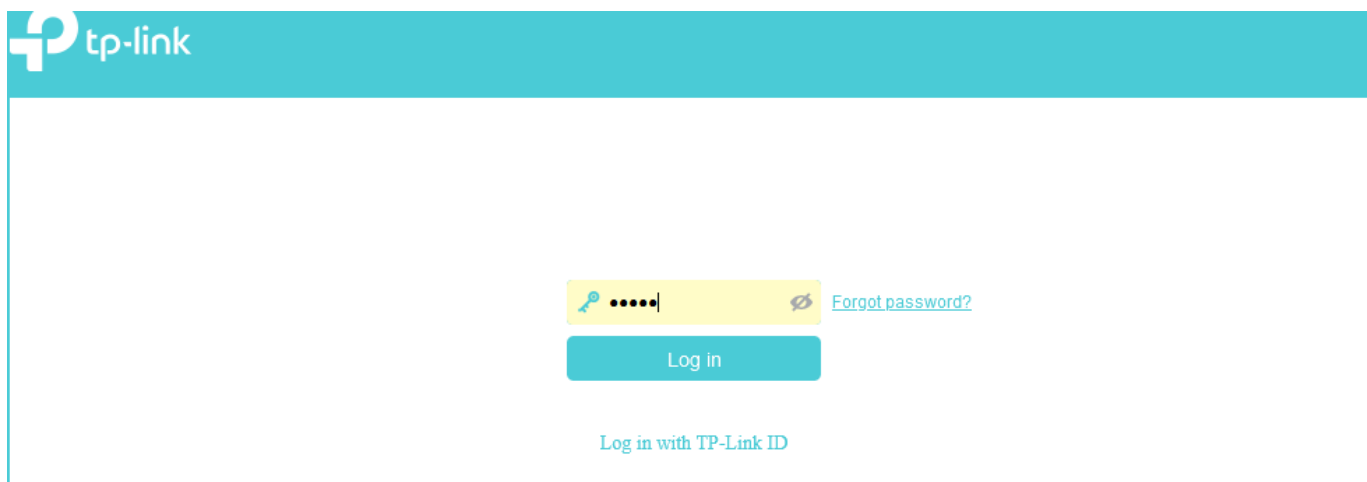 tp-link
••••• Forgot password?
Log in
Log in with TP-Link ID